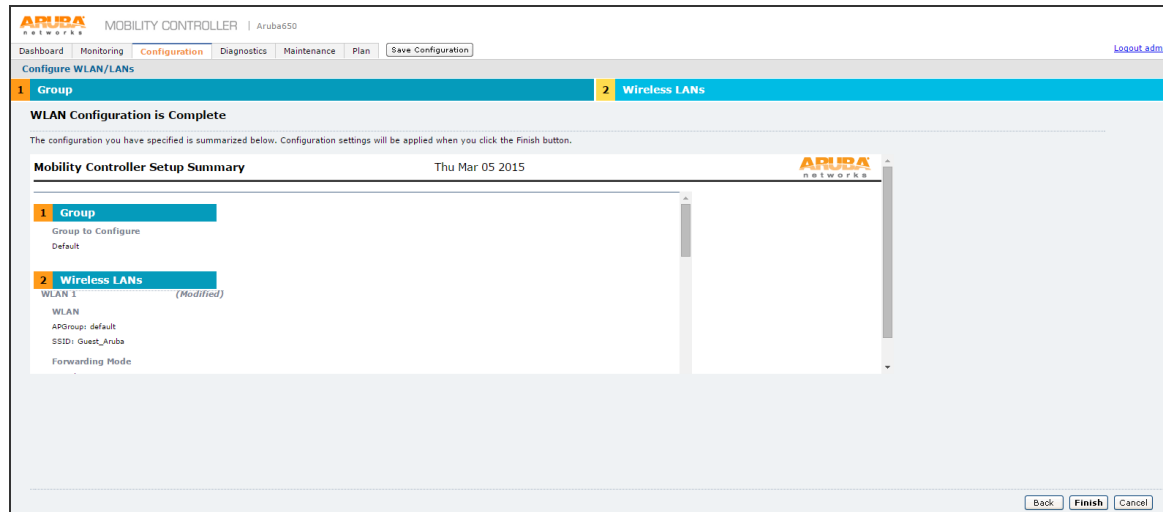 ARUBA networks MOBILITY CONTROLLER | Aruba650
Dashboard Monitoring Configuration Diagnostics Maintenance Plan Save Configuration Logout adm
Configure WLAN/LANs
1 Group 2 Wireless LANs
WLAN Configuration is Complete
The configuration you have specified is summarized below. Configuration settings will be applied when you click the Finish button.
Mobility Controller Setup Summary Thu Mar 05 2015 ARUBA networks
1 Group
Group to Configure
Default
2 Wireless LANs
WLAN 1 (Modified)
WLAN
APGroup: default
SSID: Guest_Aruba
Forwarding Mode
Back Finish Cancel